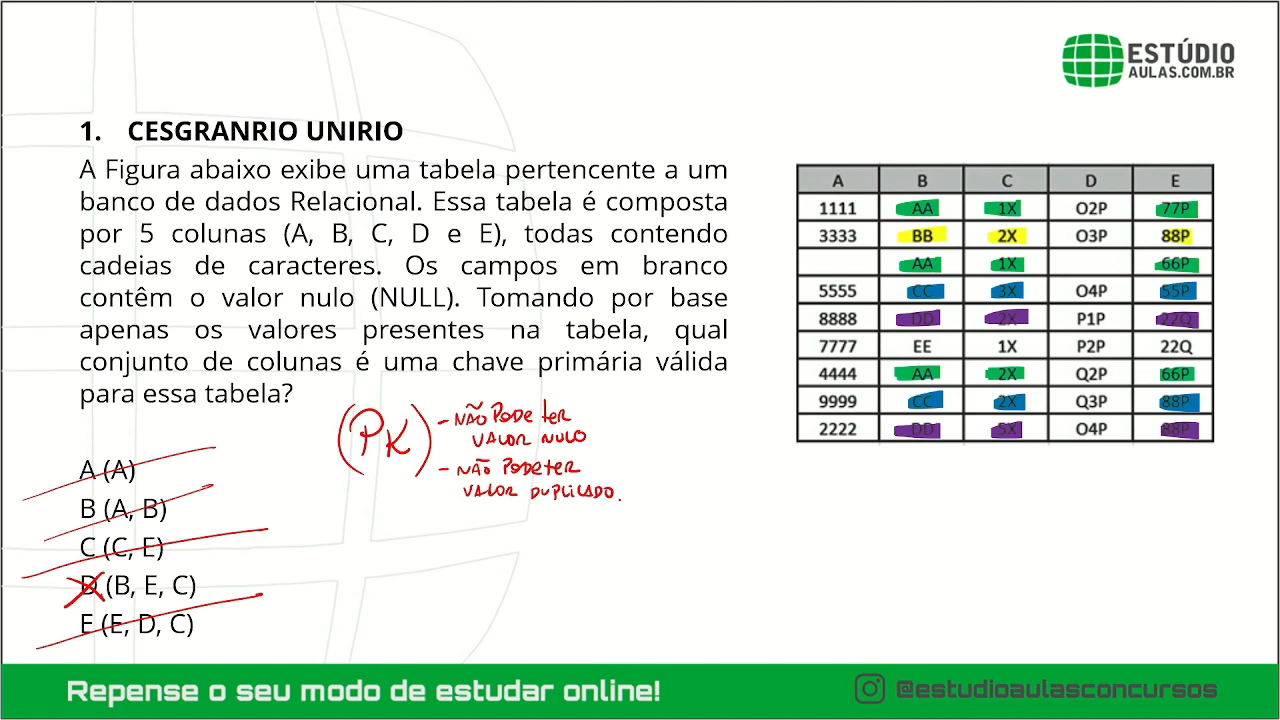 ESTÚDIO
AULAS.COM.BR
1. CESGRANRIO UNIRIO
A Figura abaixo exibe uma tabela pertencente a um
banco de dados Relacional. Essa tabela é composta
por 5 colunas (A, B, C, D e E), todas contendo
cadeias de caracteres. Os campos em branco
contêm o valor nulo (NULL). Tomando por base
apenas os valores presentes na tabela, qual
conjunto de colunas é uma chave primária válida
para essa tabela?
A B C D E
1111 AA 1X O2P 77P
3333 BB 2X O3P 88P
AA 1X 66P
5555 CC 3X O4P 55P
8888 DD 2X P1P 22Q
7777 EE 1X P2P 22Q
4444 AA 2X Q2P 66P
9999 CC 2X Q3P 88P
2222 DD 5X O4P 88P
(PK) - NÃO PODE TER
VALOR NULO
- NÃO PODE TER
VALOR DUPLICADO.
A (A)
B (A, B)
C (C, E)
D (B, E, C)
E (E, D, C)
Repense o seu modo de estudar online!
@estudioaulasconcursos